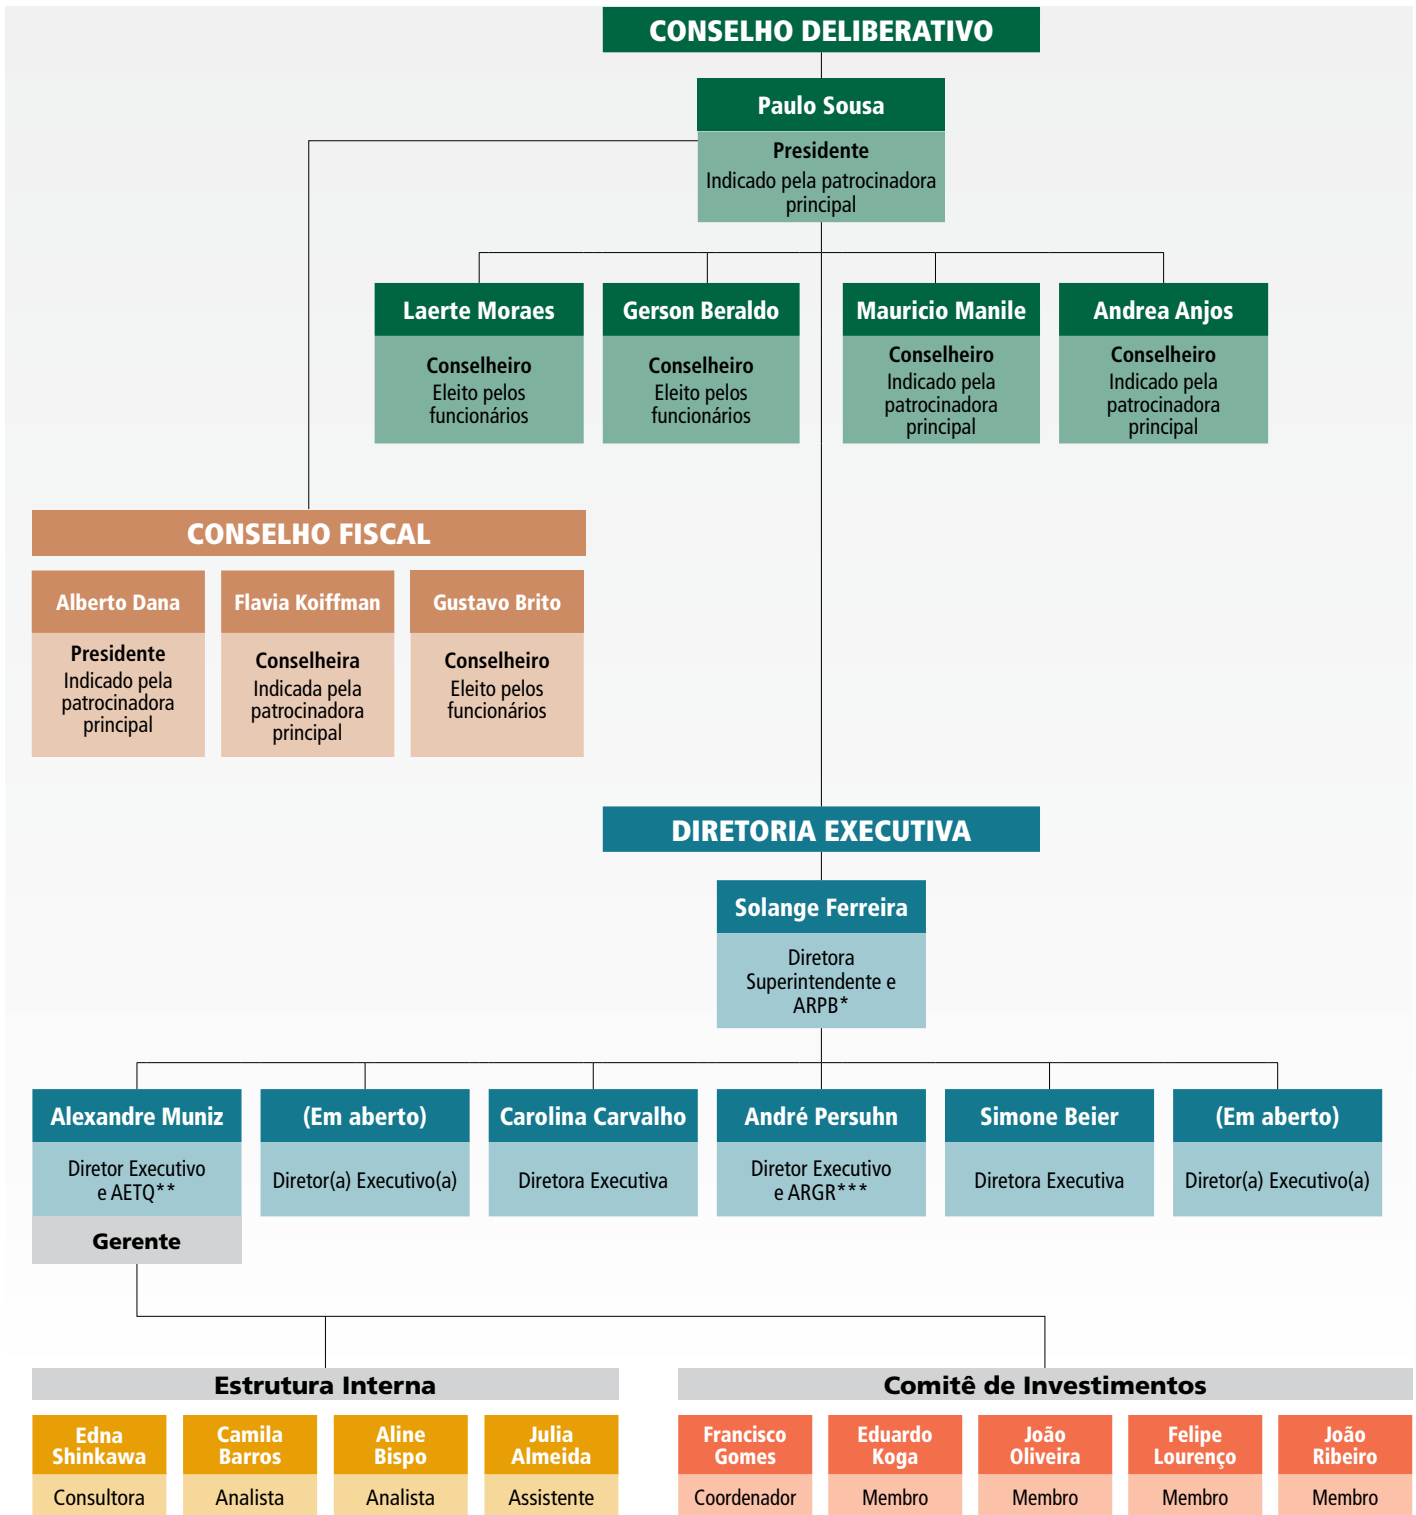 CONSELHO DELIBERATIVO
Paulo Sousa
Presidente
Indicado pela patrocinadora
principal
Laerte Moraes
Conselheiro
Eleito pelos
funcionários
Gerson Beraldo
Conselheiro
Eleito pelos
funcionários
Mauricio Manile
Conselheiro
Indicado pela
patrocinadora
principal
Andrea Anjos
Conselheiro
Indicado pela
patrocinadora
principal
CONSELHO FISCAL
Alberto Dana
Presidente
Indicado pela
patrocinadora
principal
Flavia Koiffman
Conselheira
Indicada pela
patrocinadora
principal
Gustavo Brito
Conselheiro
Eleito pelos
funcionários
DIRETORIA EXECUTIVA
Solange Ferreira
Diretora
Superintendente e
ARPB*
Alexandre Muniz
Diretor Executivo
e AETQ**
Gerente
(Em aberto)
Diretor(a) Executivo(a)
Carolina Carvalho
Diretora Executiva
André Persuhn
Diretor Executivo
e ARGR***
Simone Beier
Diretora Executiva
(Em aberto)
Diretor(a) Executivo(a)
Estrutura Interna
Edna
Shinkawa
Consultora
Camila
Barros
Analista
Aline
Bispo
Analista
Julia
Almeida
Assistente
Comitê de Investimentos
Francisco
Gomes
Coordenador
Eduardo
Koga
Membro
João
Oliveira
Membro
Felipe
Lourenço
Membro
João
Ribeiro
Membro